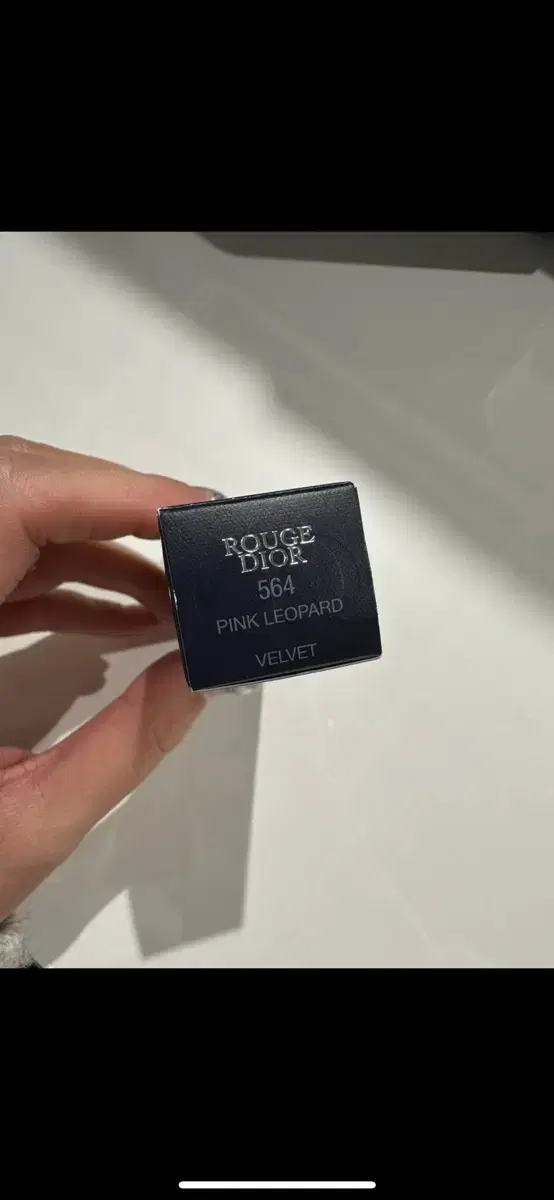 ROUGE
DIOR
564
PINK LEOPARD
VELVET